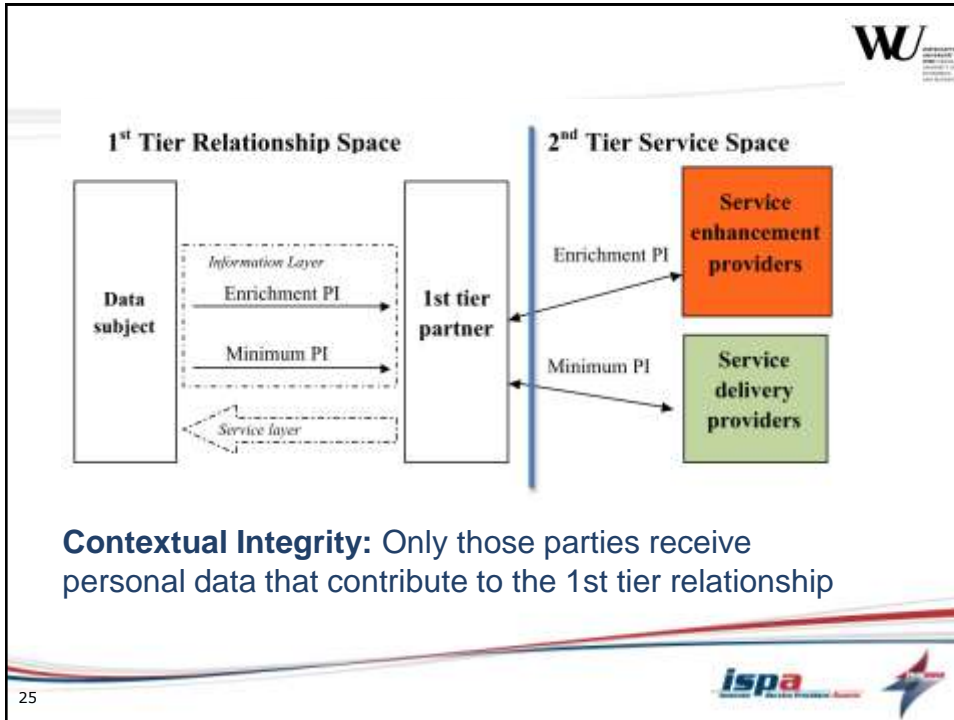 WU
1st Tier Relationship Space
2nd Tier Service Space
Data
subject
Information Layer
Enrichment PI
Minimum PI
Service layer
1st tier
partner
Enrichment PI
Minimum PI
Service
enhancement
providers
Service
delivery
providers
Contextual Integrity: Only those parties receive
personal data that contribute to the 1st tier relationship
25
ispa